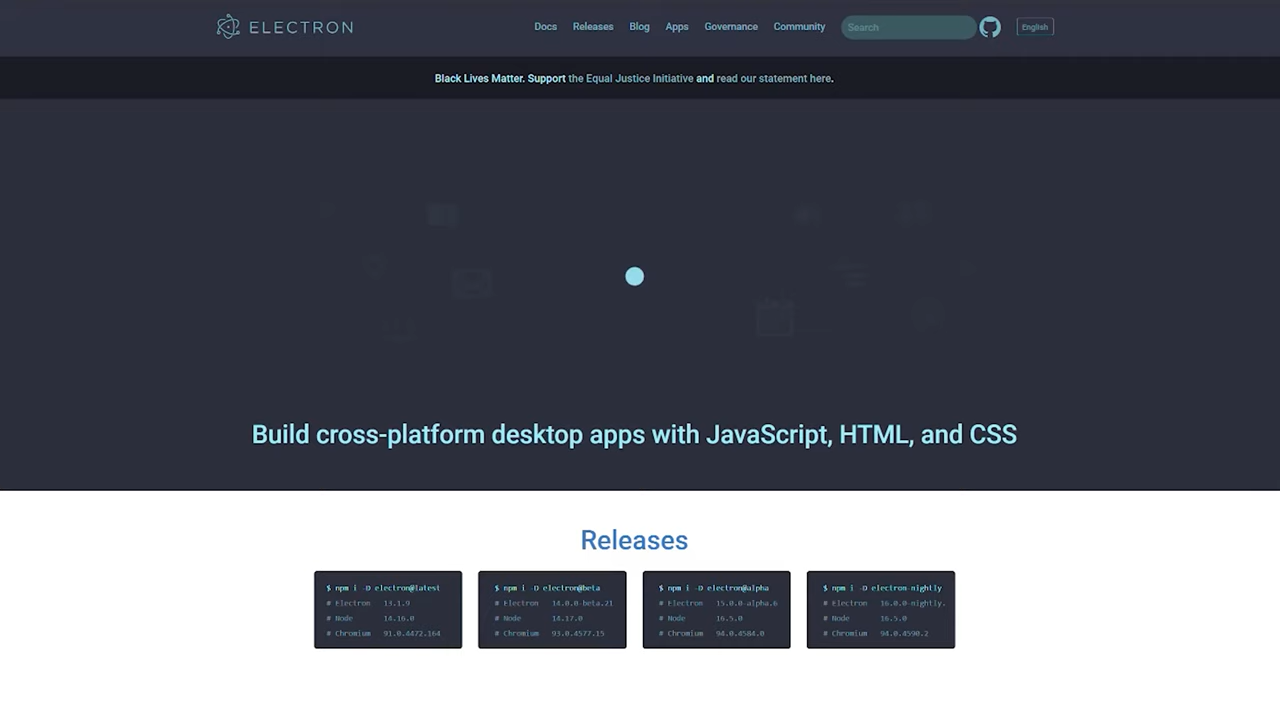 ELECTRON
Docs Releases Blog Apps Governance Community Search English
Black Lives Matter. Support the Equal Justice Initiative and read our statement here.
Build cross-platform desktop apps with JavaScript, HTML, and CSS
Releases
$ npm i -D electron@latest
# Electron 13.1.9
# Node 14.16.0
# Chromium 91.0.4472.164
$ npm i -D electron@beta
# Electron 14.0.0-beta.21
# Node 14.17.0
# Chromium 93.0.4577.15
$ npm i -D electron@alpha
# Electron 15.0.0-alpha.6
# Node 16.5.0
# Chromium 94.0.4584.0
$ npm i -D electron-nightly
# Electron 16.0.0-nightly.
# Node 16.5.0
# Chromium 94.0.4590.2